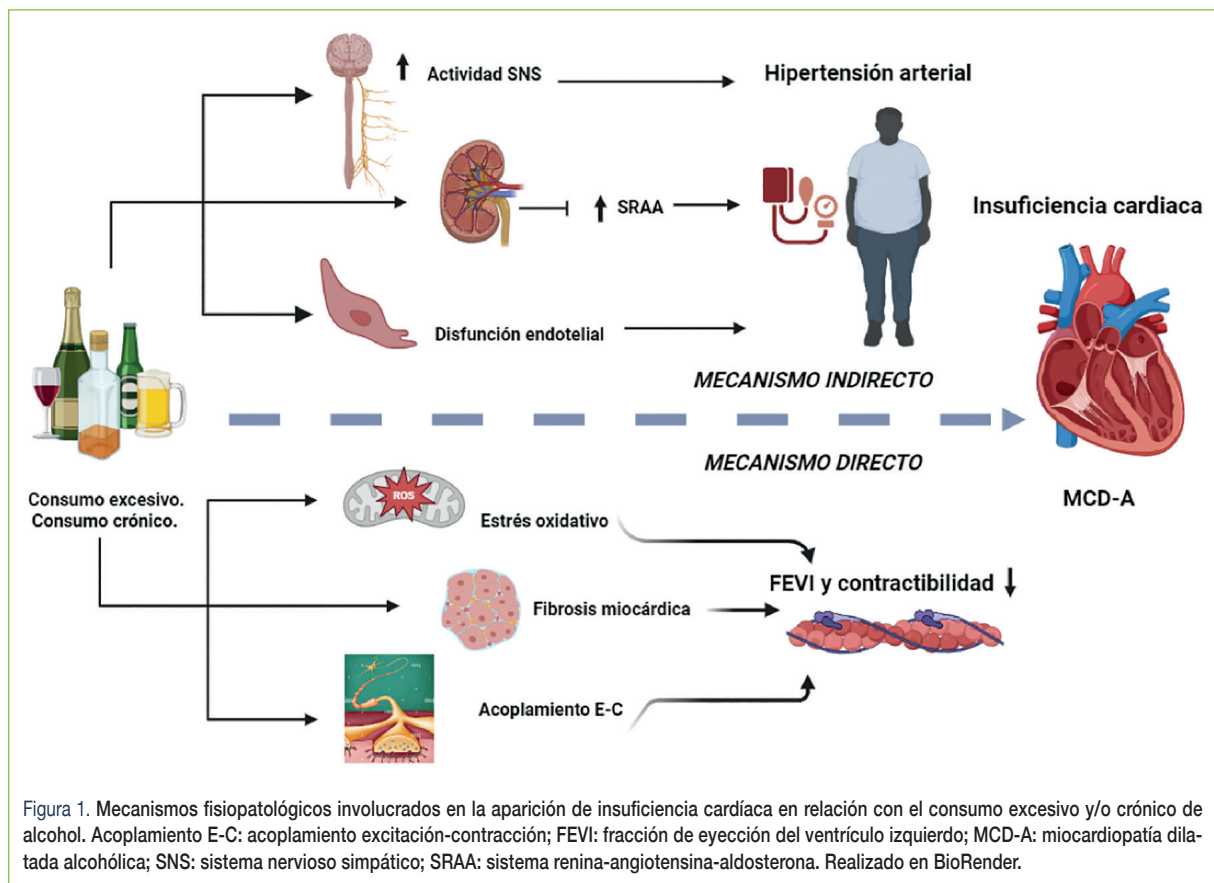 Actividad SNS
Hipertensión arterial
SRAA
Insuficiencia cardiaca
Disfunción endotelial
MECANISMO INDIRECTO
MECANISMO DIRECTO
Consumo excesivo.
Consumo crónico.
ROS
Estrés oxidativo
MCD-A
FEVI y contractibilidad
Fibrosis miocárdica
Acoplamiento E-C
Figura 1. Mecanismos fisiopatológicos involucrados en la aparición de insuficiencia cardíaca en relación con el consumo excesivo y/o crónico de
alcohol. Acoplamiento E-C: acoplamiento excitación-contracción; FEVI: fracción de eyección del ventrículo izquierdo; MCD-A: miocardiopatía dila-
tada alcohólica; SNS: sistema nervioso simpático; SRAA: sistema renina-angiotensina-aldosterona. Realizado en BioRender.